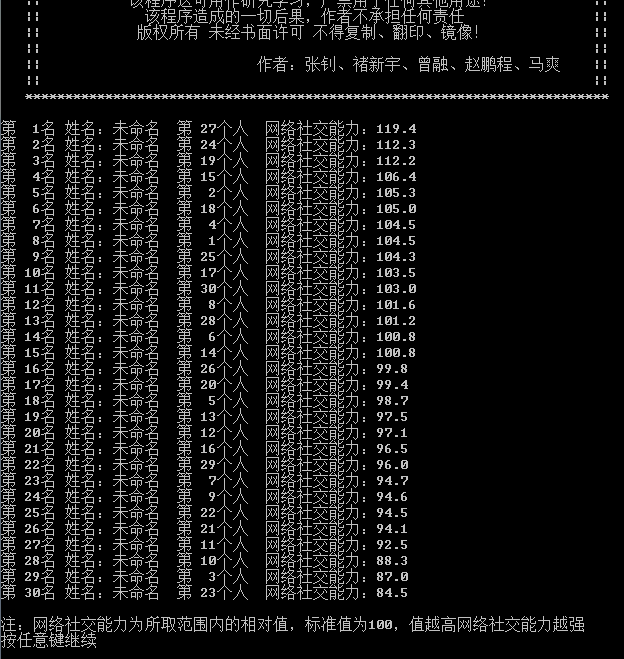 该程序仅可用作研究学习，严禁用于任何其他用途！
该程序造成的一切后果，作者不承担任何责任
版权所有 未经书面许可 不得复制、翻印、镜像！
作者：张钊、褚新宇、曾融、赵鹏程、马爽
**************************************************************************
第  1名 姓名：未命名  第 27个人  网络社交能力：119.4
第  2名 姓名：未命名  第 24个人  网络社交能力：112.3
第  3名 姓名：未命名  第 19个人  网络社交能力：112.2
第  4名 姓名：未命名  第 15个人  网络社交能力：106.4
第  5名 姓名：未命名  第  2个人  网络社交能力：105.3
第  6名 姓名：未命名  第 18个人  网络社交能力：105.0
第  7名 姓名：未命名  第  4个人  网络社交能力：104.5
第  8名 姓名：未命名  第  1个人  网络社交能力：104.5
第  9名 姓名：未命名  第 25个人  网络社交能力：104.3
第 10名 姓名：未命名  第 17个人  网络社交能力：103.5
第 11名 姓名：未命名  第 30个人  网络社交能力：103.0
第 12名 姓名：未命名  第  8个人  网络社交能力：101.6
第 13名 姓名：未命名  第 28个人  网络社交能力：101.2
第 14名 姓名：未命名  第  6个人  网络社交能力：100.8
第 15名 姓名：未命名  第 14个人  网络社交能力：100.8
第 16名 姓名：未命名  第 26个人  网络社交能力：99.8
第 17名 姓名：未命名  第 20个人  网络社交能力：99.4
第 18名 姓名：未命名  第  5个人  网络社交能力：98.7
第 19名 姓名：未命名  第 13个人  网络社交能力：97.5
第 20名 姓名：未命名  第 12个人  网络社交能力：97.1
第 21名 姓名：未命名  第 16个人  网络社交能力：96.5
第 22名 姓名：未命名  第 29个人  网络社交能力：96.0
第 23名 姓名：未命名  第  7个人  网络社交能力：94.7
第 24名 姓名：未命名  第  9个人  网络社交能力：94.6
第 25名 姓名：未命名  第 22个人  网络社交能力：94.5
第 26名 姓名：未命名  第 21个人  网络社交能力：94.1
第 27名 姓名：未命名  第 11个人  网络社交能力：92.5
第 28名 姓名：未命名  第 10个人  网络社交能力：88.3
第 29名 姓名：未命名  第  3个人  网络社交能力：87.0
第 30名 姓名：未命名  第 23个人  网络社交能力：84.5
注：网络社交能力为所取范围内的相对值，标准值为100，值越高网络社交能力越强
按任意键继续